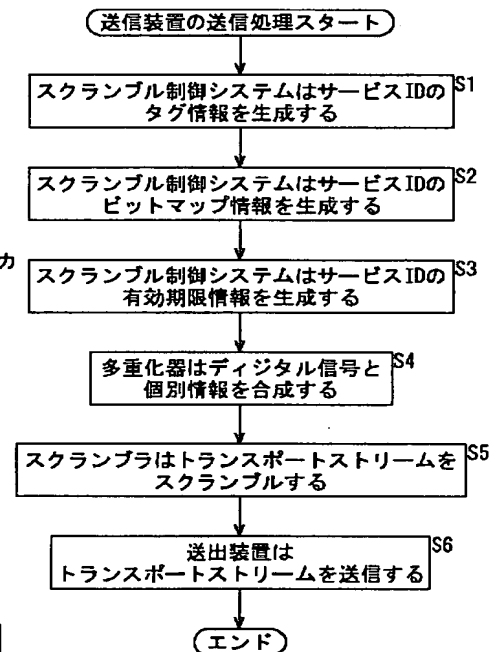 送信装置の送信処理スタート
S1
スクランブル制御システムはサービスIDの
タグ情報を生成する
S2
スクランブル制御システムはサービスIDの
ビットマップ情報を生成する
カ
S3
スクランブル制御システムはサービスIDの
有効期限情報を生成する
S4
多重化器はディジタル信号と
個別情報を合成する
S5
スクランブラはトランスポートストリームを
スクランブルする
S6
送出装置は
トランスポートストリームを送信する
エンド